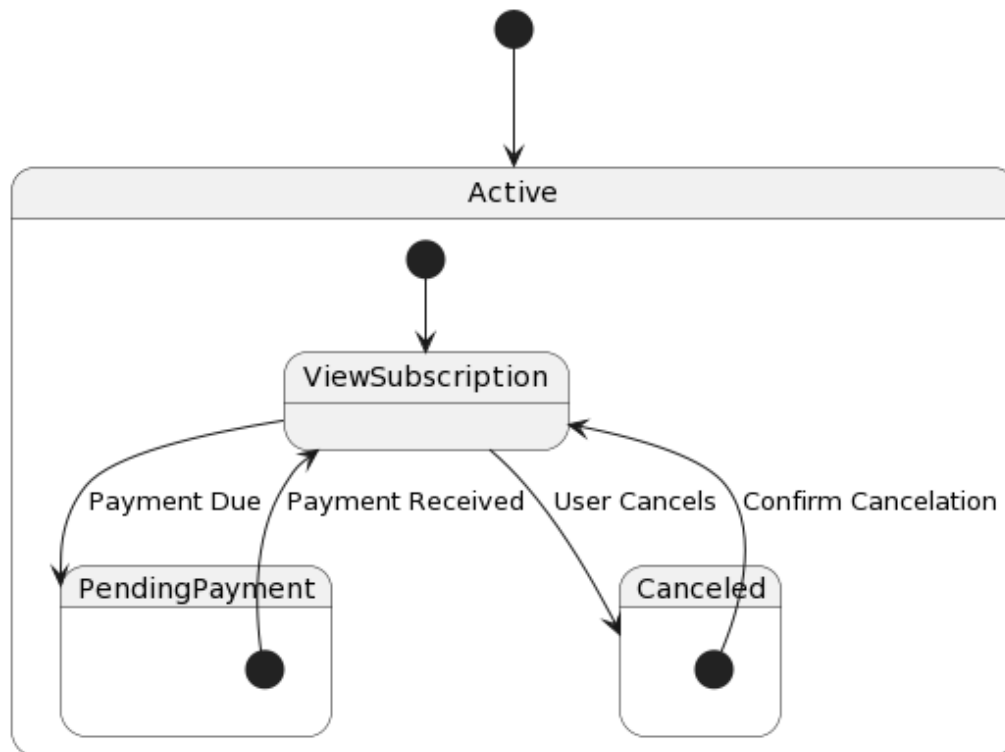 Active
ViewSubscription
Payment Due
Payment Received
User Cancels
Confirm Cancelation
PendingPayment
Canceled